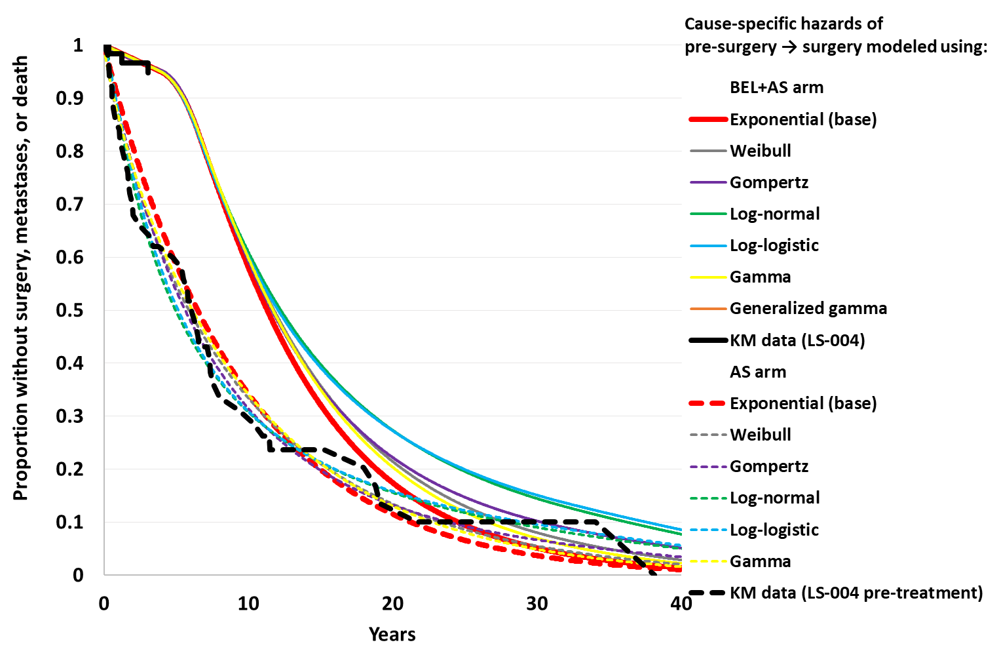 Cause-specific hazards of
pre-surgery → surgery modeled using:
BEL+AS arm
Exponential (base)
Weibull
Gompertz
Log-normal
Log-logistic
Gamma
Generalized gamma
KM data (LS-004)
AS arm
Exponential (base)
Weibull
Gompertz
Log-normal
Log-logistic
Gamma
KM data (LS-004 pre-treatment)
Proportion without surgery, metastases, or death
1
0.9
0.8
0.7
0.6
0.5
0.4
0.3
0.2
0.1
0
0 10 20 30 40
Years